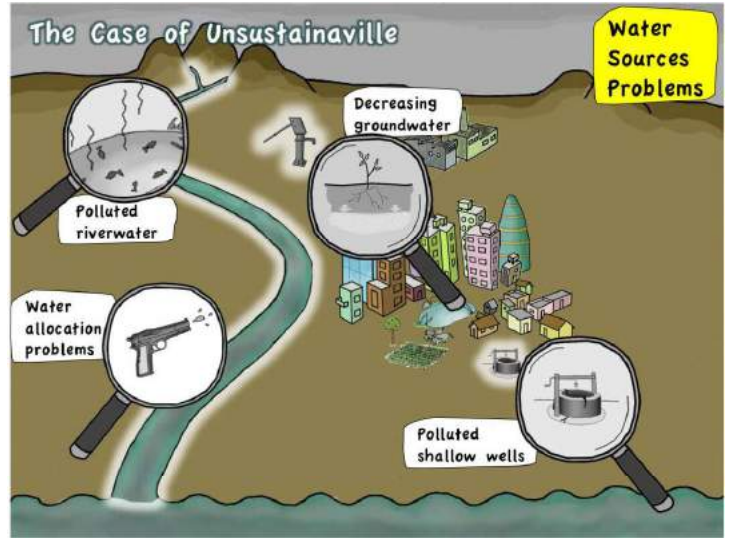 The Case of Unsustainaville
Water
Sources
Problems
Decreasing
groundwater
Polluted
riverwater
Water
allocation
problems
Polluted
shallow wells